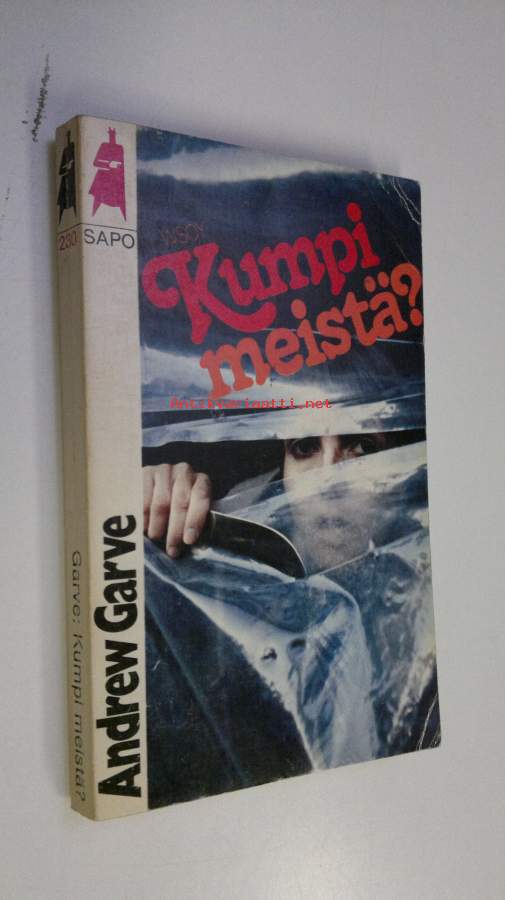 230
SAPO
WSOY
Kumpi
meistä?
Antikvariaatti.net
Andrew Garve
Garve: Kumpi meistä?